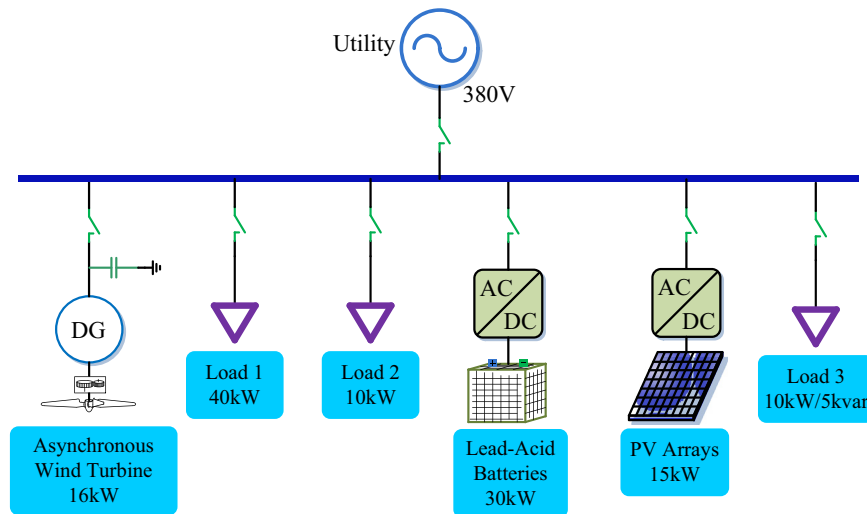 Utility
380V
DG
AC
DC
AC
DC
Asynchronous
Wind Turbine
16kW
Load 1
40kW
Load 2
10kW
+
-
Lead-Acid
Batteries
30kW
PV Arrays
15kW
Load 3
10kW/5kvar